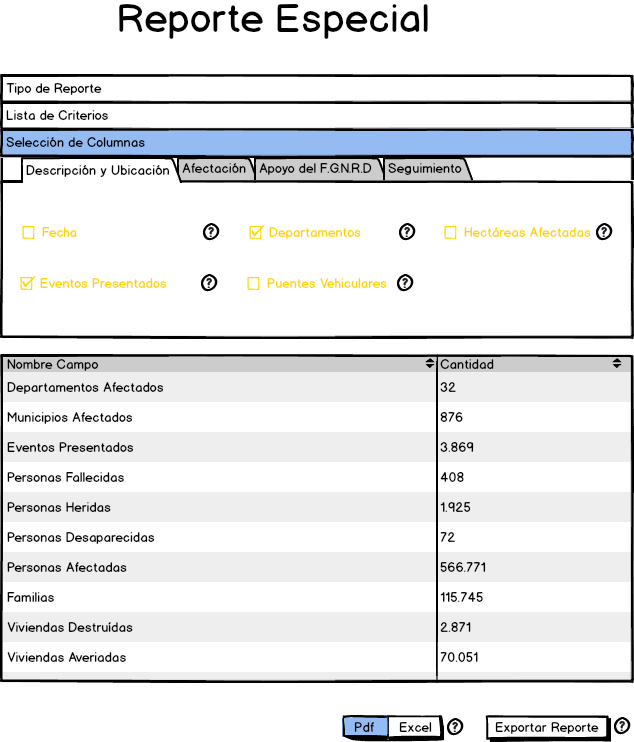 Reporte Especial
Tipo de Reporte
Lista de Criterios
Selección de Columnas
Descripción y Ubicación Afectación Apoyo del F.G.N.R.D Seguimiento
Fecha ? Departamentos ? Hectáreas Afectadas ?
Eventos Presentados ? Puentes Vehiculares ?
Nombre Campo Cantidad
Departamentos Afectados 32
Municipios Afectados 876
Eventos Presentados 3.869
Personas Fallecidas 408
Personas Heridas 1.925
Personas Desaparecidas 72
Personas Afectadas 566.771
Familias 115.745
Viviendas Destruídas 2.871
Viviendas Averiadas 70.051
Pdf Excel ? Exportar Reporte ?